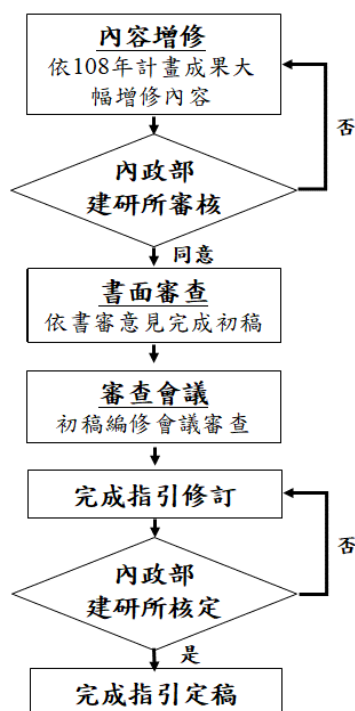 內容增修
依108年計畫成果大
幅增修內容
否
內政部
建研所審核
同意
書面審查
依書審意見完成初稿
審查會議
初稿編修會議審查
完成指引修訂
否
內政部
建研所核定
是
完成指引定稿